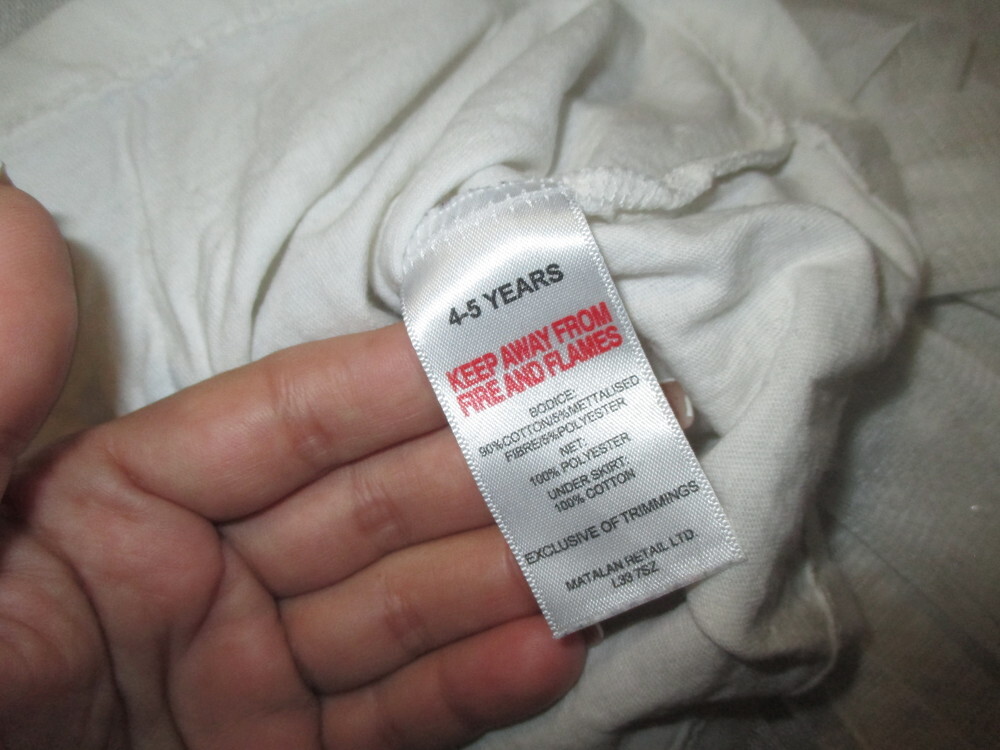 4-5 YEARS
KEEP AWAY FROM
FIRE AND FLAMES
BODICE:
90%COTTON/5%METTALISED
FIBRE/5%POLYESTER
NET:
100% POLYESTER
UNDER SKIRT:
100% COTTON
EXCLUSIVE OF TRIMMINGS
MATALAN RETAIL LTD
L33 7SZ